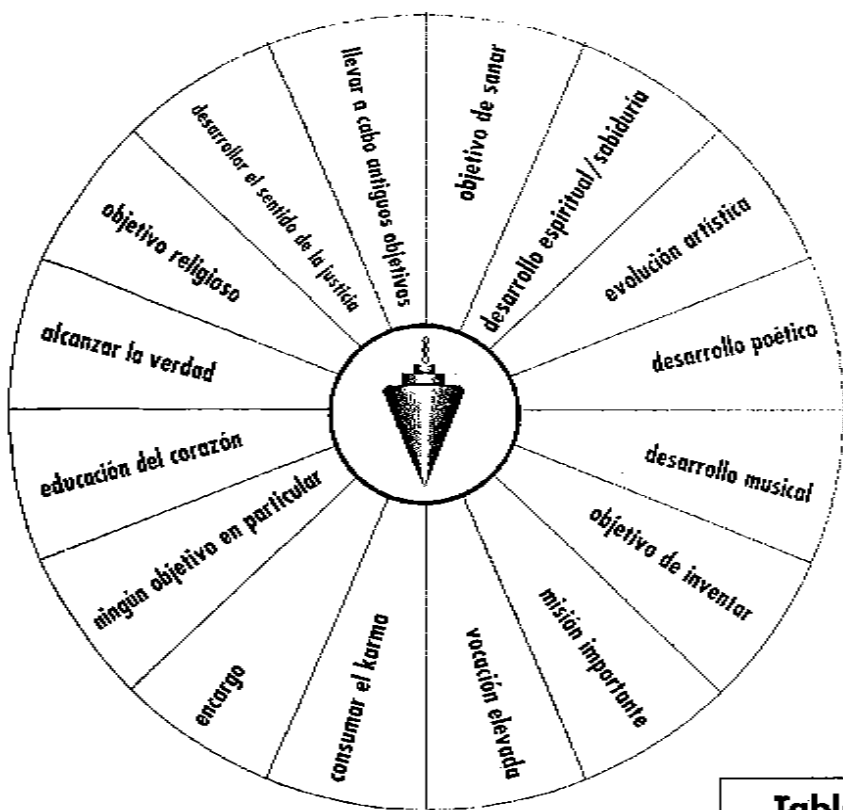 objetivo de sanar
desarrollo espiritual/sabiduría
evolución artística
desarrollo poético
desarrollo musical
objetivo de inventar
misión importante
vocación elevada
consumar el karma
encargo
ningún objetivo en particular
educación del corazón
alcanzar la verdad
objetivo religioso
desarrollar el sentido de la justicia
llevar a cabo antiguos objetivos